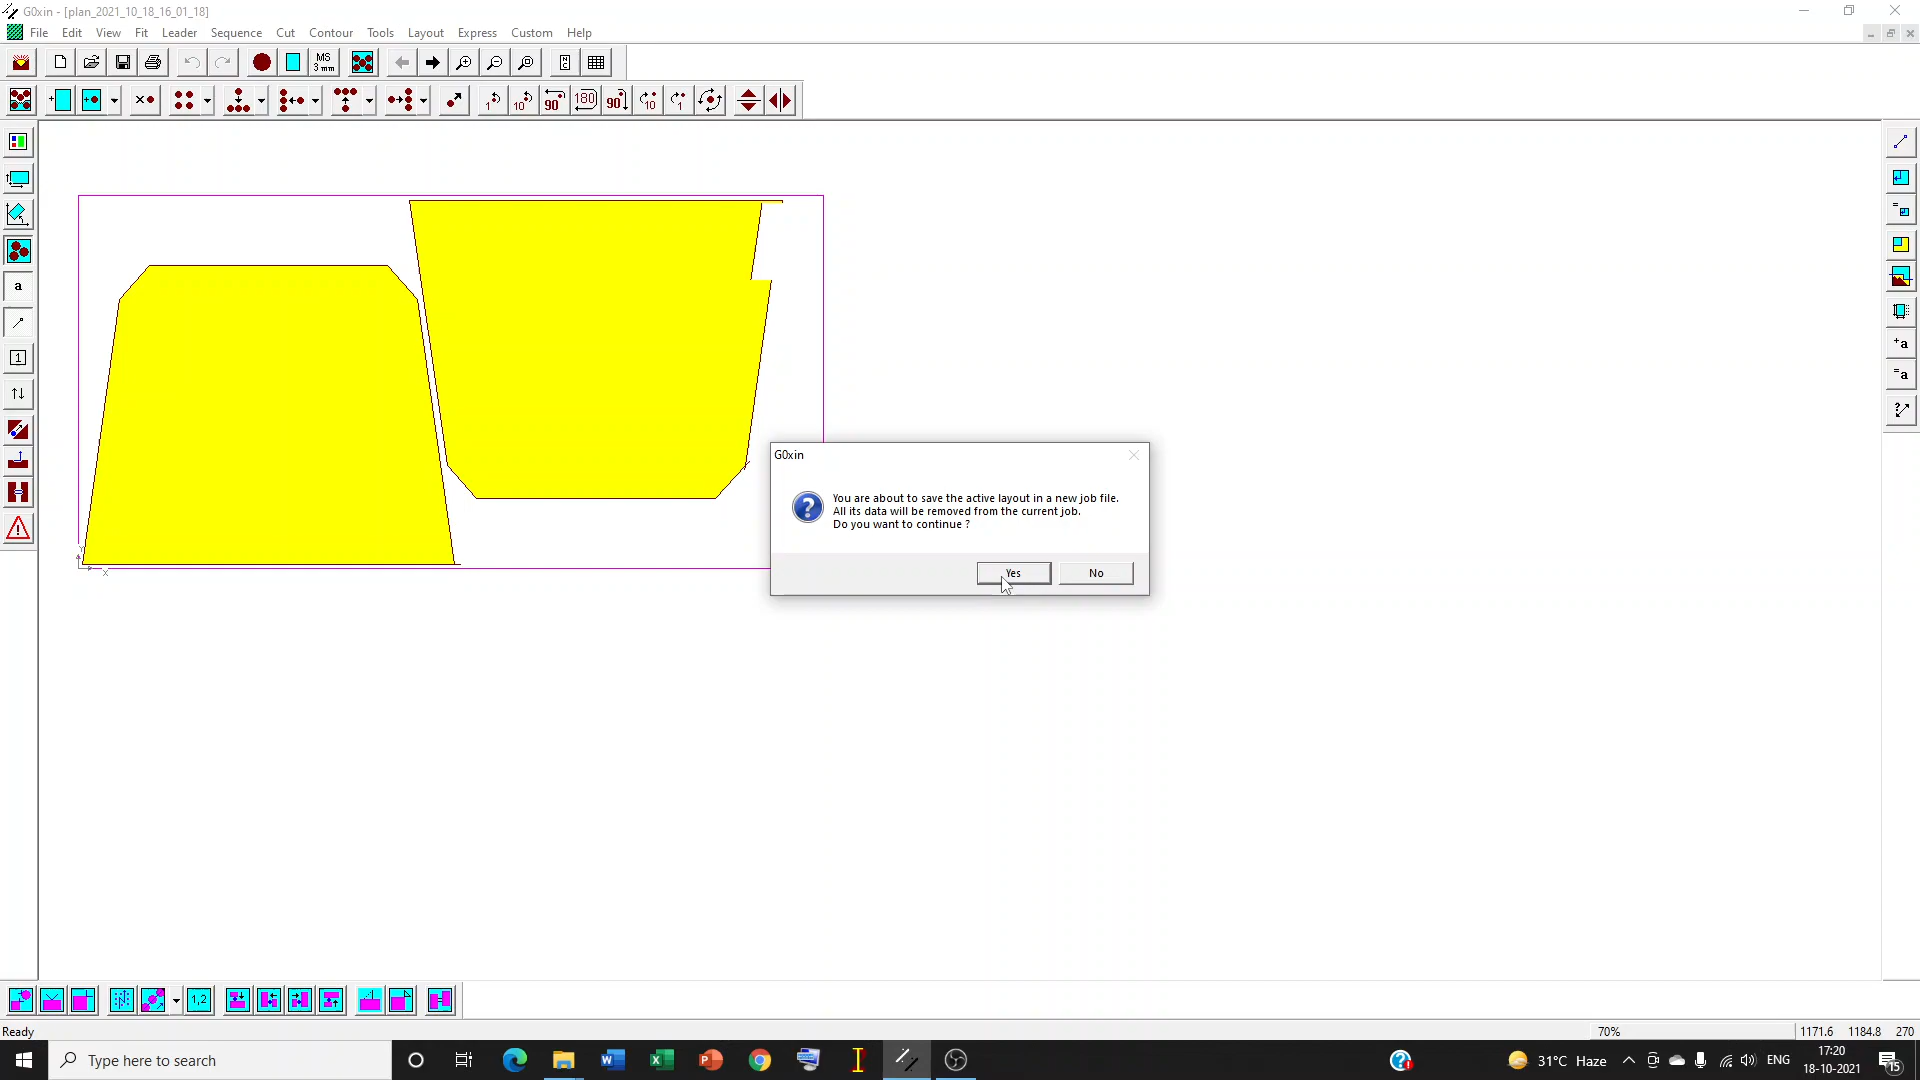 G0xin - [plan_2021_10_18_16_01_18]
File Edit View Fit Leader Sequence Cut Contour Tools Layout Express Custom Help
MS
3 mm
N
C
1 10 90 180 90 10 1
a
1
+a
=a
?
Y
X
G0xin
You are about to save the active layout in a new job file.
All its data will be removed from the current job.
Do you want to continue ?
Yes No
N 1,2
Ready 70% 1171.6 1184.8 270
Type here to search
31°C Haze ENG
17:20
18-10-2021
15